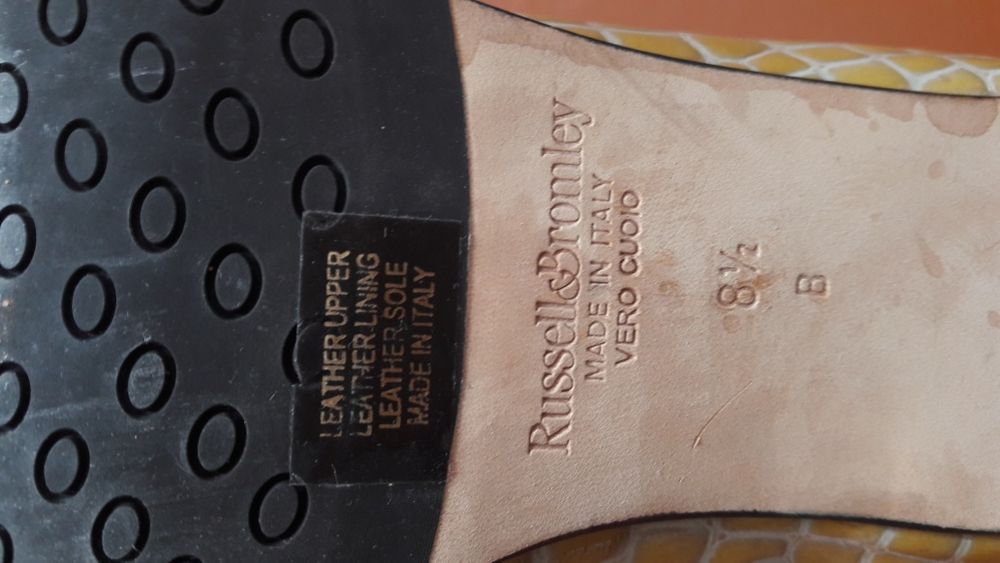 LEATHER UPPER
LEATHER LINING
LEATHER SOLE
MADE IN ITALY
Russell&Bromley
MADE IN ITALY
VERO CUOIO
8½
B